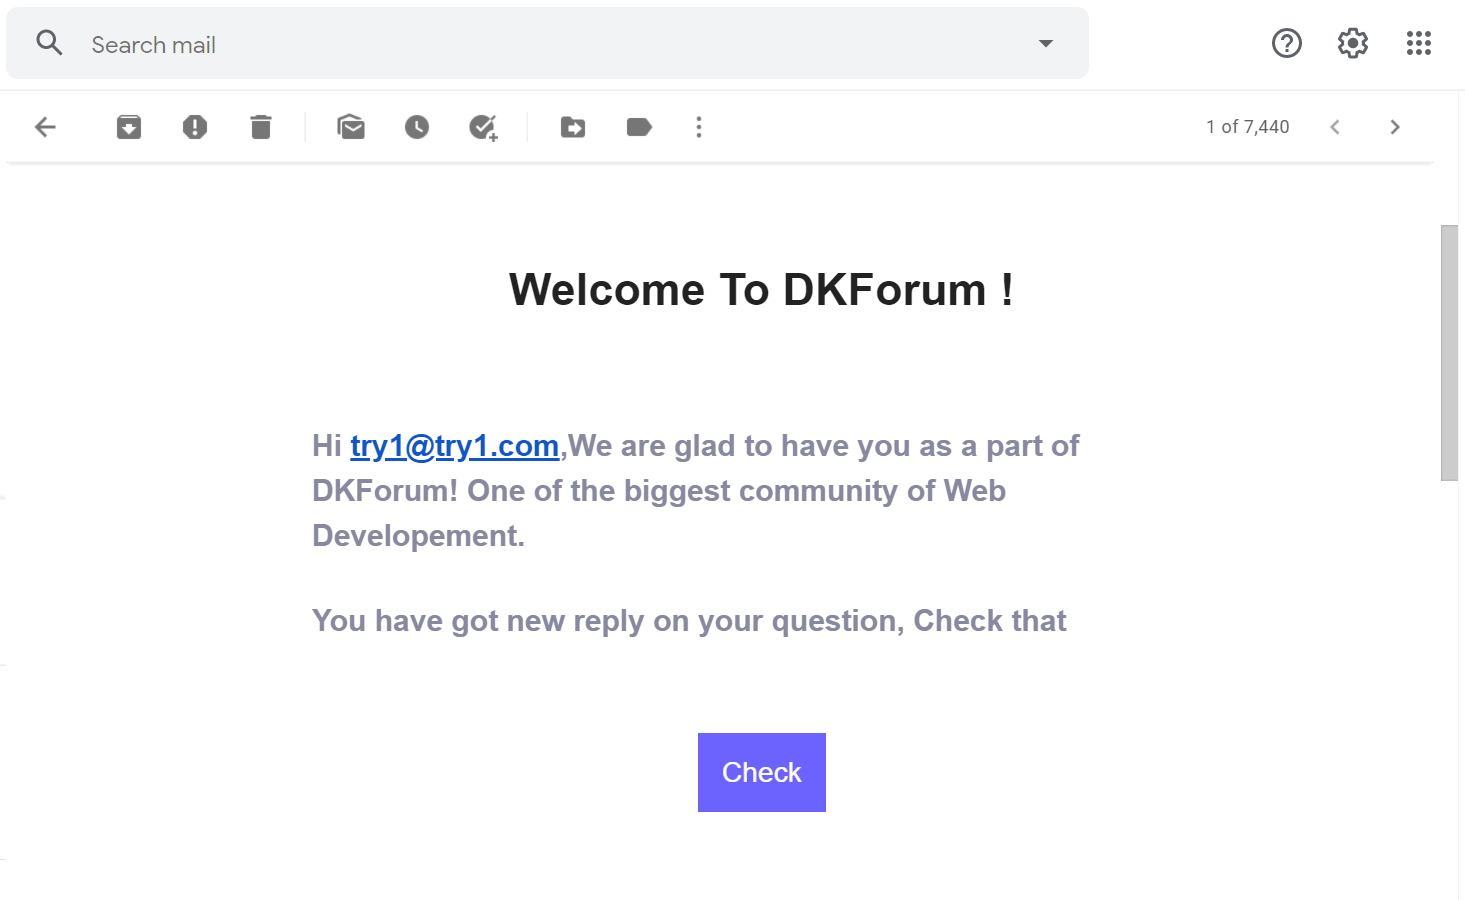 Search mail
1 of 7,440
Welcome To DKForum !
Hi try1@try1.com,We are glad to have you as a part of
DKForum! One of the biggest community of Web
Developement.
You have got new reply on your question, Check that
Check